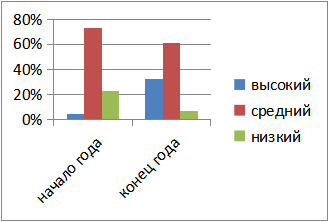 80%
60%
40%
20%
0%
начало года
конец года
высокий
средний
низкий